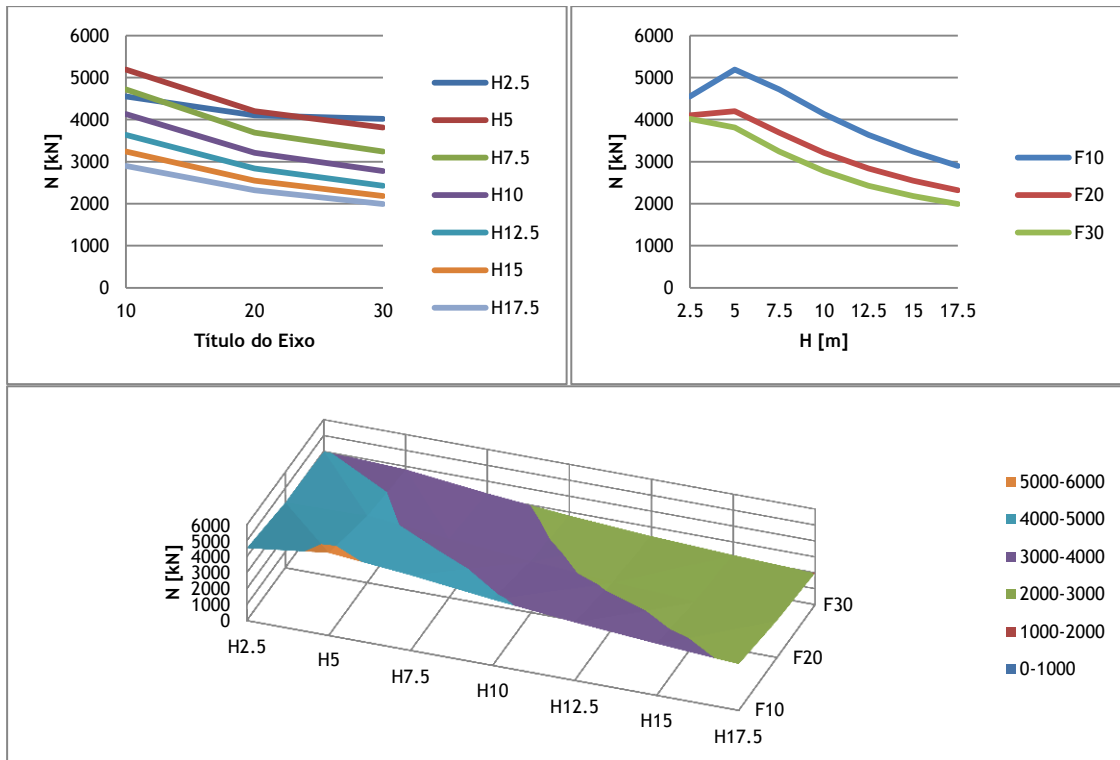 6000
5000
4000
3000
2000
1000
0
N [kN]
10
20
30
Título do Eixo
H2.5
H5
H7.5
H10
H12.5
H15
H17.5
6000
5000
4000
3000
2000
1000
0
N [kN]
2.5
5
7.5
10
12.5
15
17.5
H [m]
F10
F20
F30
6000
5000
4000
3000
2000
1000
0
N [kN]
H2.5
H5
H7.5
H10
H12.5
H15
H17.5
F10
F20
F30
5000-6000
4000-5000
3000-4000
2000-3000
1000-2000
0-1000